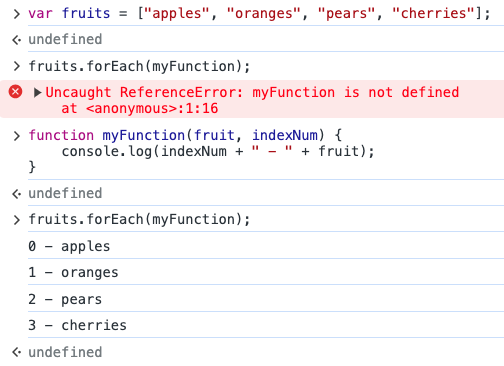 var fruits = ["apples", "oranges", "pears", "cherries"];
undefined
fruits.forEach(myFunction);
Uncaught ReferenceError: myFunction is not defined
at <anonymous>:1:16
function myFunction(fruit, indexNum) {
console.log(indexNum + " - " + fruit);
}
undefined
fruits.forEach(myFunction);
0 - apples
1 - oranges
2 - pears
3 - cherries
undefined